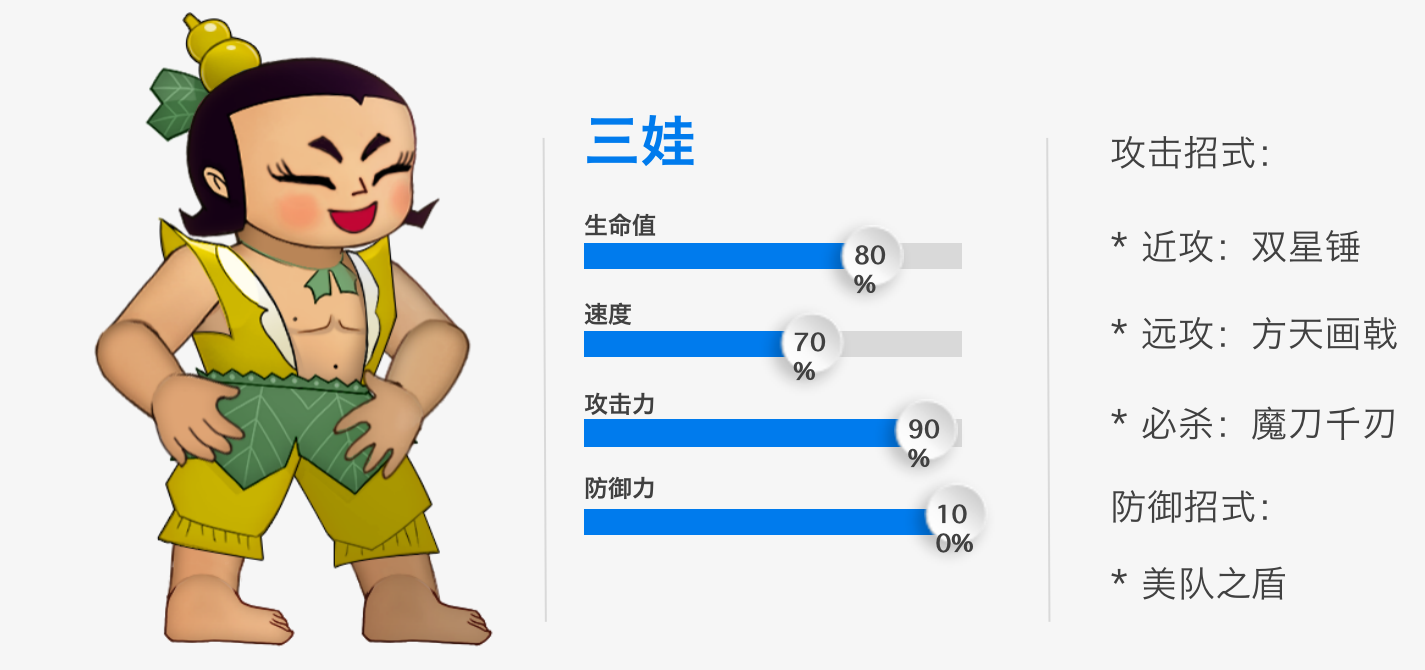 三娃
生命值
80
%
速度
70
%
攻击力
90
%
防御力
10
0%
攻击招式：
* 近攻：双星锤
* 远攻：方天画戟
* 必杀：魔刀千刃
防御招式：
* 美队之盾